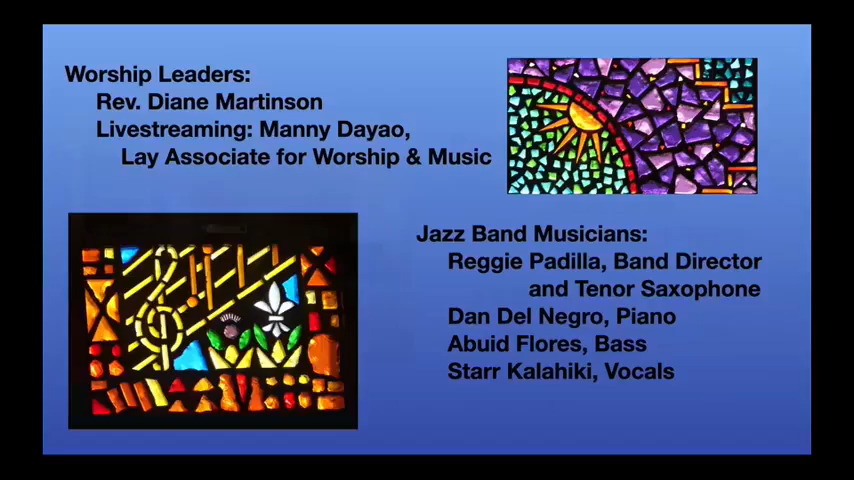 Worship Leaders:
Rev. Diane Martinson
Livestreaming: Manny Dayao,
Lay Associate for Worship & Music
Jazz Band Musicians:
Reggie Padilla, Band Director
and Tenor Saxophone
Dan Del Negro, Piano
Abuid Flores, Bass
Starr Kalahiki, Vocals